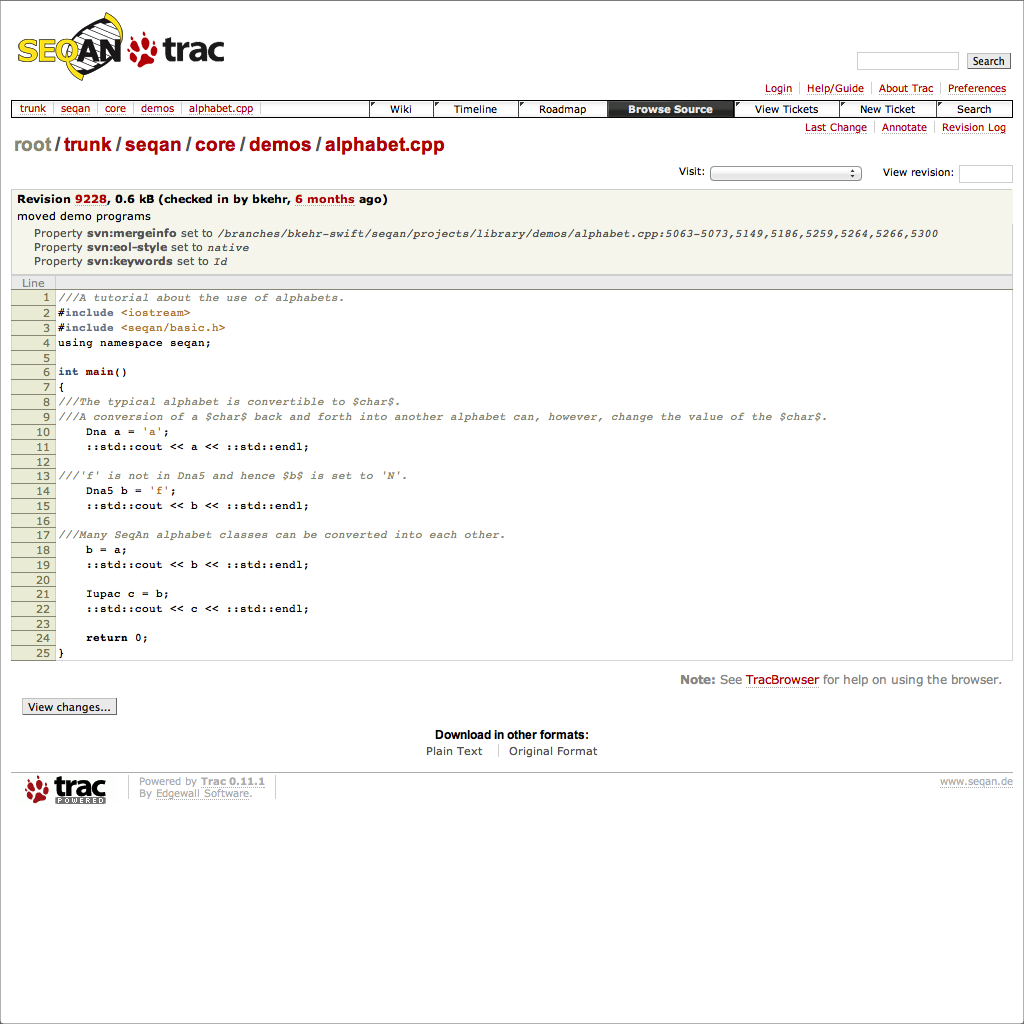 SEQAN trac
Search
Login Help/Guide About Trac Preferences
trunk seqan core demos alphabet.cpp Wiki Timeline Roadmap Browse Source View Tickets New Ticket Search
Last Change Annotate Revision Log
root/trunk/seqan/core/demos/alphabet.cpp
Visit: View revision:
Revision 9228, 0.6 kB (checked in by bkehr, 6 months ago)
moved demo programs
Property svn:mergeinfo set to /branches/bkehr-swift/seqan/projects/library/demos/alphabet.cpp:5063-5073,5149,5186,5259,5264,5266,5300
Property svn:eol-style set to native
Property svn:keywords set to Id
Line
1 ///A tutorial about the use of alphabets.
2 #include <iostream>
3 #include <seqan/basic.h>
4 using namespace seqan;
5
6 int main()
7 {
8 ///The typical alphabet is convertible to $char$.
9 ///A conversion of a $char$ back and forth into another alphabet can, however, change the value of the $char$.
10     Dna a = 'a';
11     ::std::cout << a << ::std::endl;
12
13 ///'f' is not in Dna5 and hence $b$ is set to 'N'.
14     Dna5 b = 'f';
15     ::std::cout << b << ::std::endl;
16
17 ///Many SeqAn alphabet classes can be converted into each other.
18     b = a;
19     ::std::cout << b << ::std::endl;
20
21     Iupac c = b;
22     ::std::cout << c << ::std::endl;
23
24     return 0;
25 }
Note: See TracBrowser for help on using the browser.
View changes...
Download in other formats:
Plain Text Original Format
trac POWERED
Powered by Trac 0.11.1
By Edgewall Software.
www.seqan.de